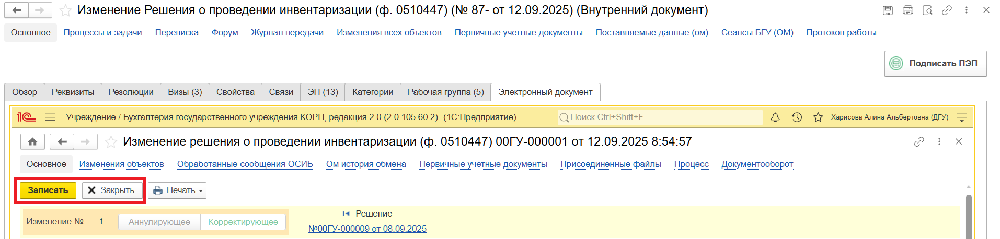 Изменение Решения о проведении инвентаризации (ф. 0510447) (№ 87- от 12.09.2025) (Внутренний документ)
Основное Процессы и задачи Переписка Форум Журнал передачи Изменения всех объектов Первичные учетные документы Поставляемые данные (ом) Сеансы БГУ (ОМ) Протокол работы
Подписать ПЭП
Обзор Реквизиты Резолюции Визы (3) Свойства Связи ЭП (13) Категории Рабочая группа (5) Электронный документ
1С Учреждение / Бухгалтерия государственного учреждения КОРП, редакция 2.0 (2.0.105.60.2) (1С:Предприятие) Поиск Ctrl+Shift+F Харисова Алина Альбертовна (ДГУ)
Изменение решения о проведении инвентаризации (ф. 0510447) 00ГУ-000001 от 12.09.2025 8:54:57
Основное Изменения объектов Обработанные сообщения ОСИБ Ом история обмена Первичные учетные документы Присоединенные файлы Процесс Документооборот
Записать Закрыть Печать
Изменение №: 1 Аннулирующее Корректирующее Решение
№00ГУ-000009 от 08.09.2025